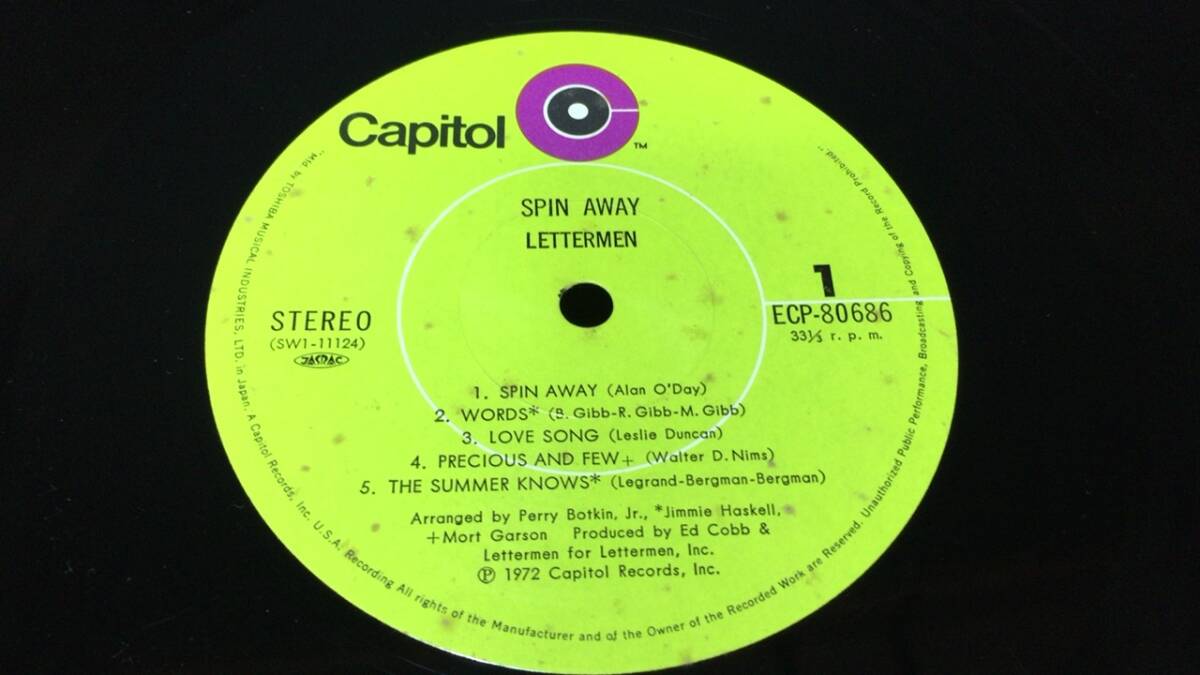 Capitol
TM
SPIN AWAY
LETTERMEN
1
STEREO
(SW1-11124)
JASRAC
ECP-80686
33⅓ r. p. m.
1. SPIN AWAY (Alan O'Day)
2. WORDS* (B. Gibb-R. Gibb-M. Gibb)
3. LOVE SONG (Leslie Duncan)
4. PRECIOUS AND FEW+ (Walter D. Nims)
5. THE SUMMER KNOWS* (Legrand-Bergman-Bergman)
Arranged by Perry Botkin, Jr., *Jimmie Haskell,
+Mort Garson Produced by Ed Cobb &
Lettermen for Lettermen, Inc.
Ⓟ 1972 Capitol Records, Inc.
"Mfd. by TOSHIBA MUSICAL INDUSTRIES, LTD. in Japan. A Capitol Records, Inc. U.S.A. Recording All rights of the Manufacturer and of the Owner of the Recorded Work are Reserved. Unauthorized Public Performance, Broadcasting and Copying of the Record Prohibited."